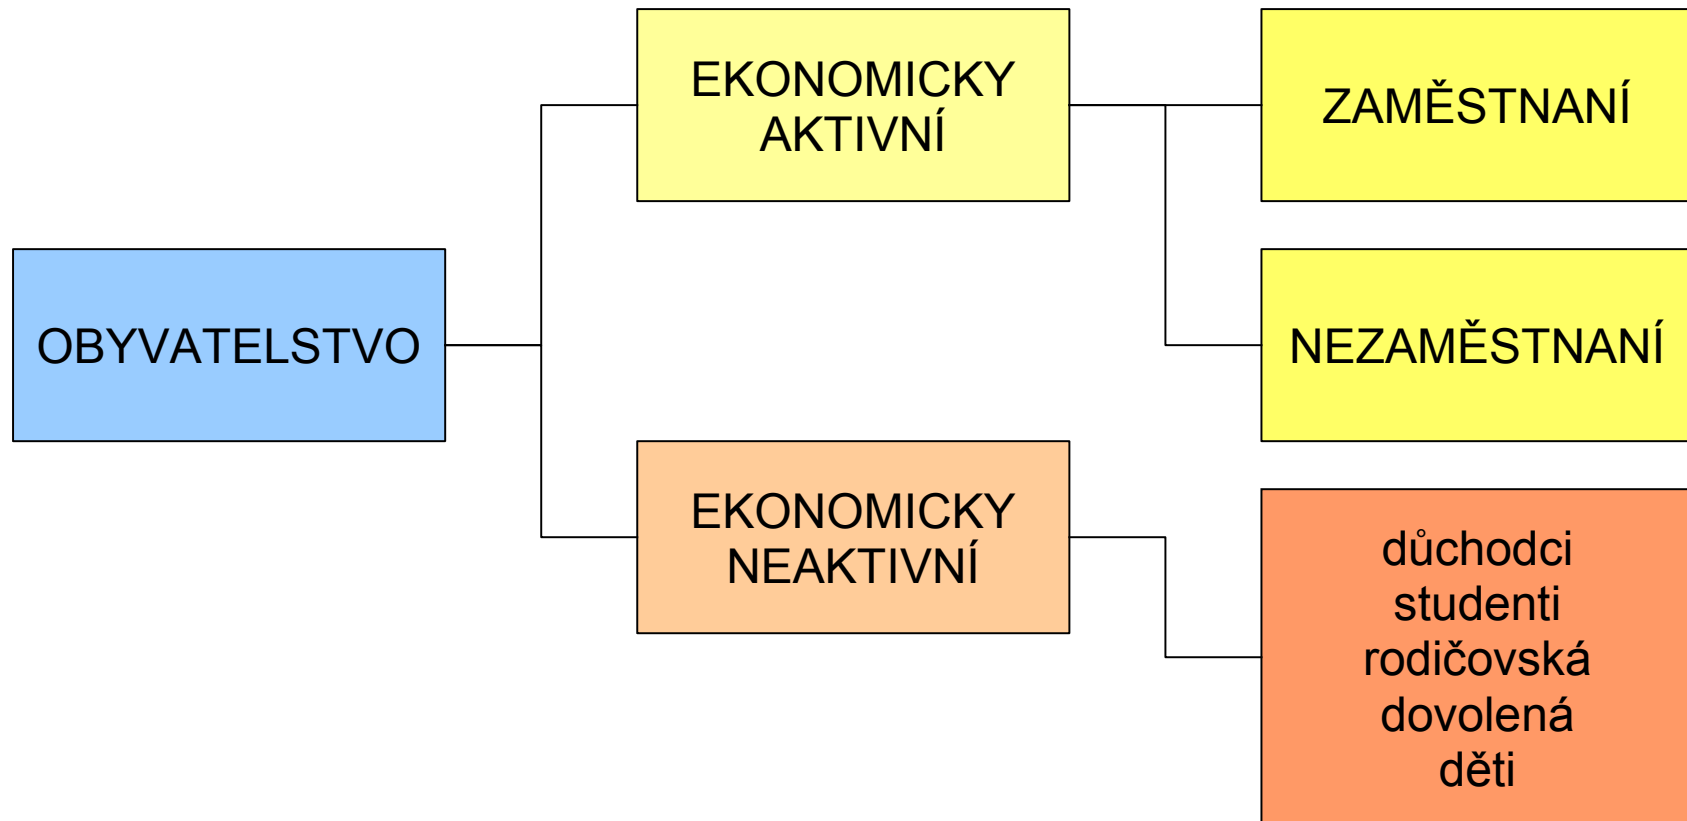 EKONOMICKY
AKTIVNÍ
ZAMĚSTNANÍ
OBYVATELSTVO
NEZAMĚSTNANÍ
EKONOMICKY
NEAKTIVNÍ
důchodci
studenti
rodičovská
dovolená
děti